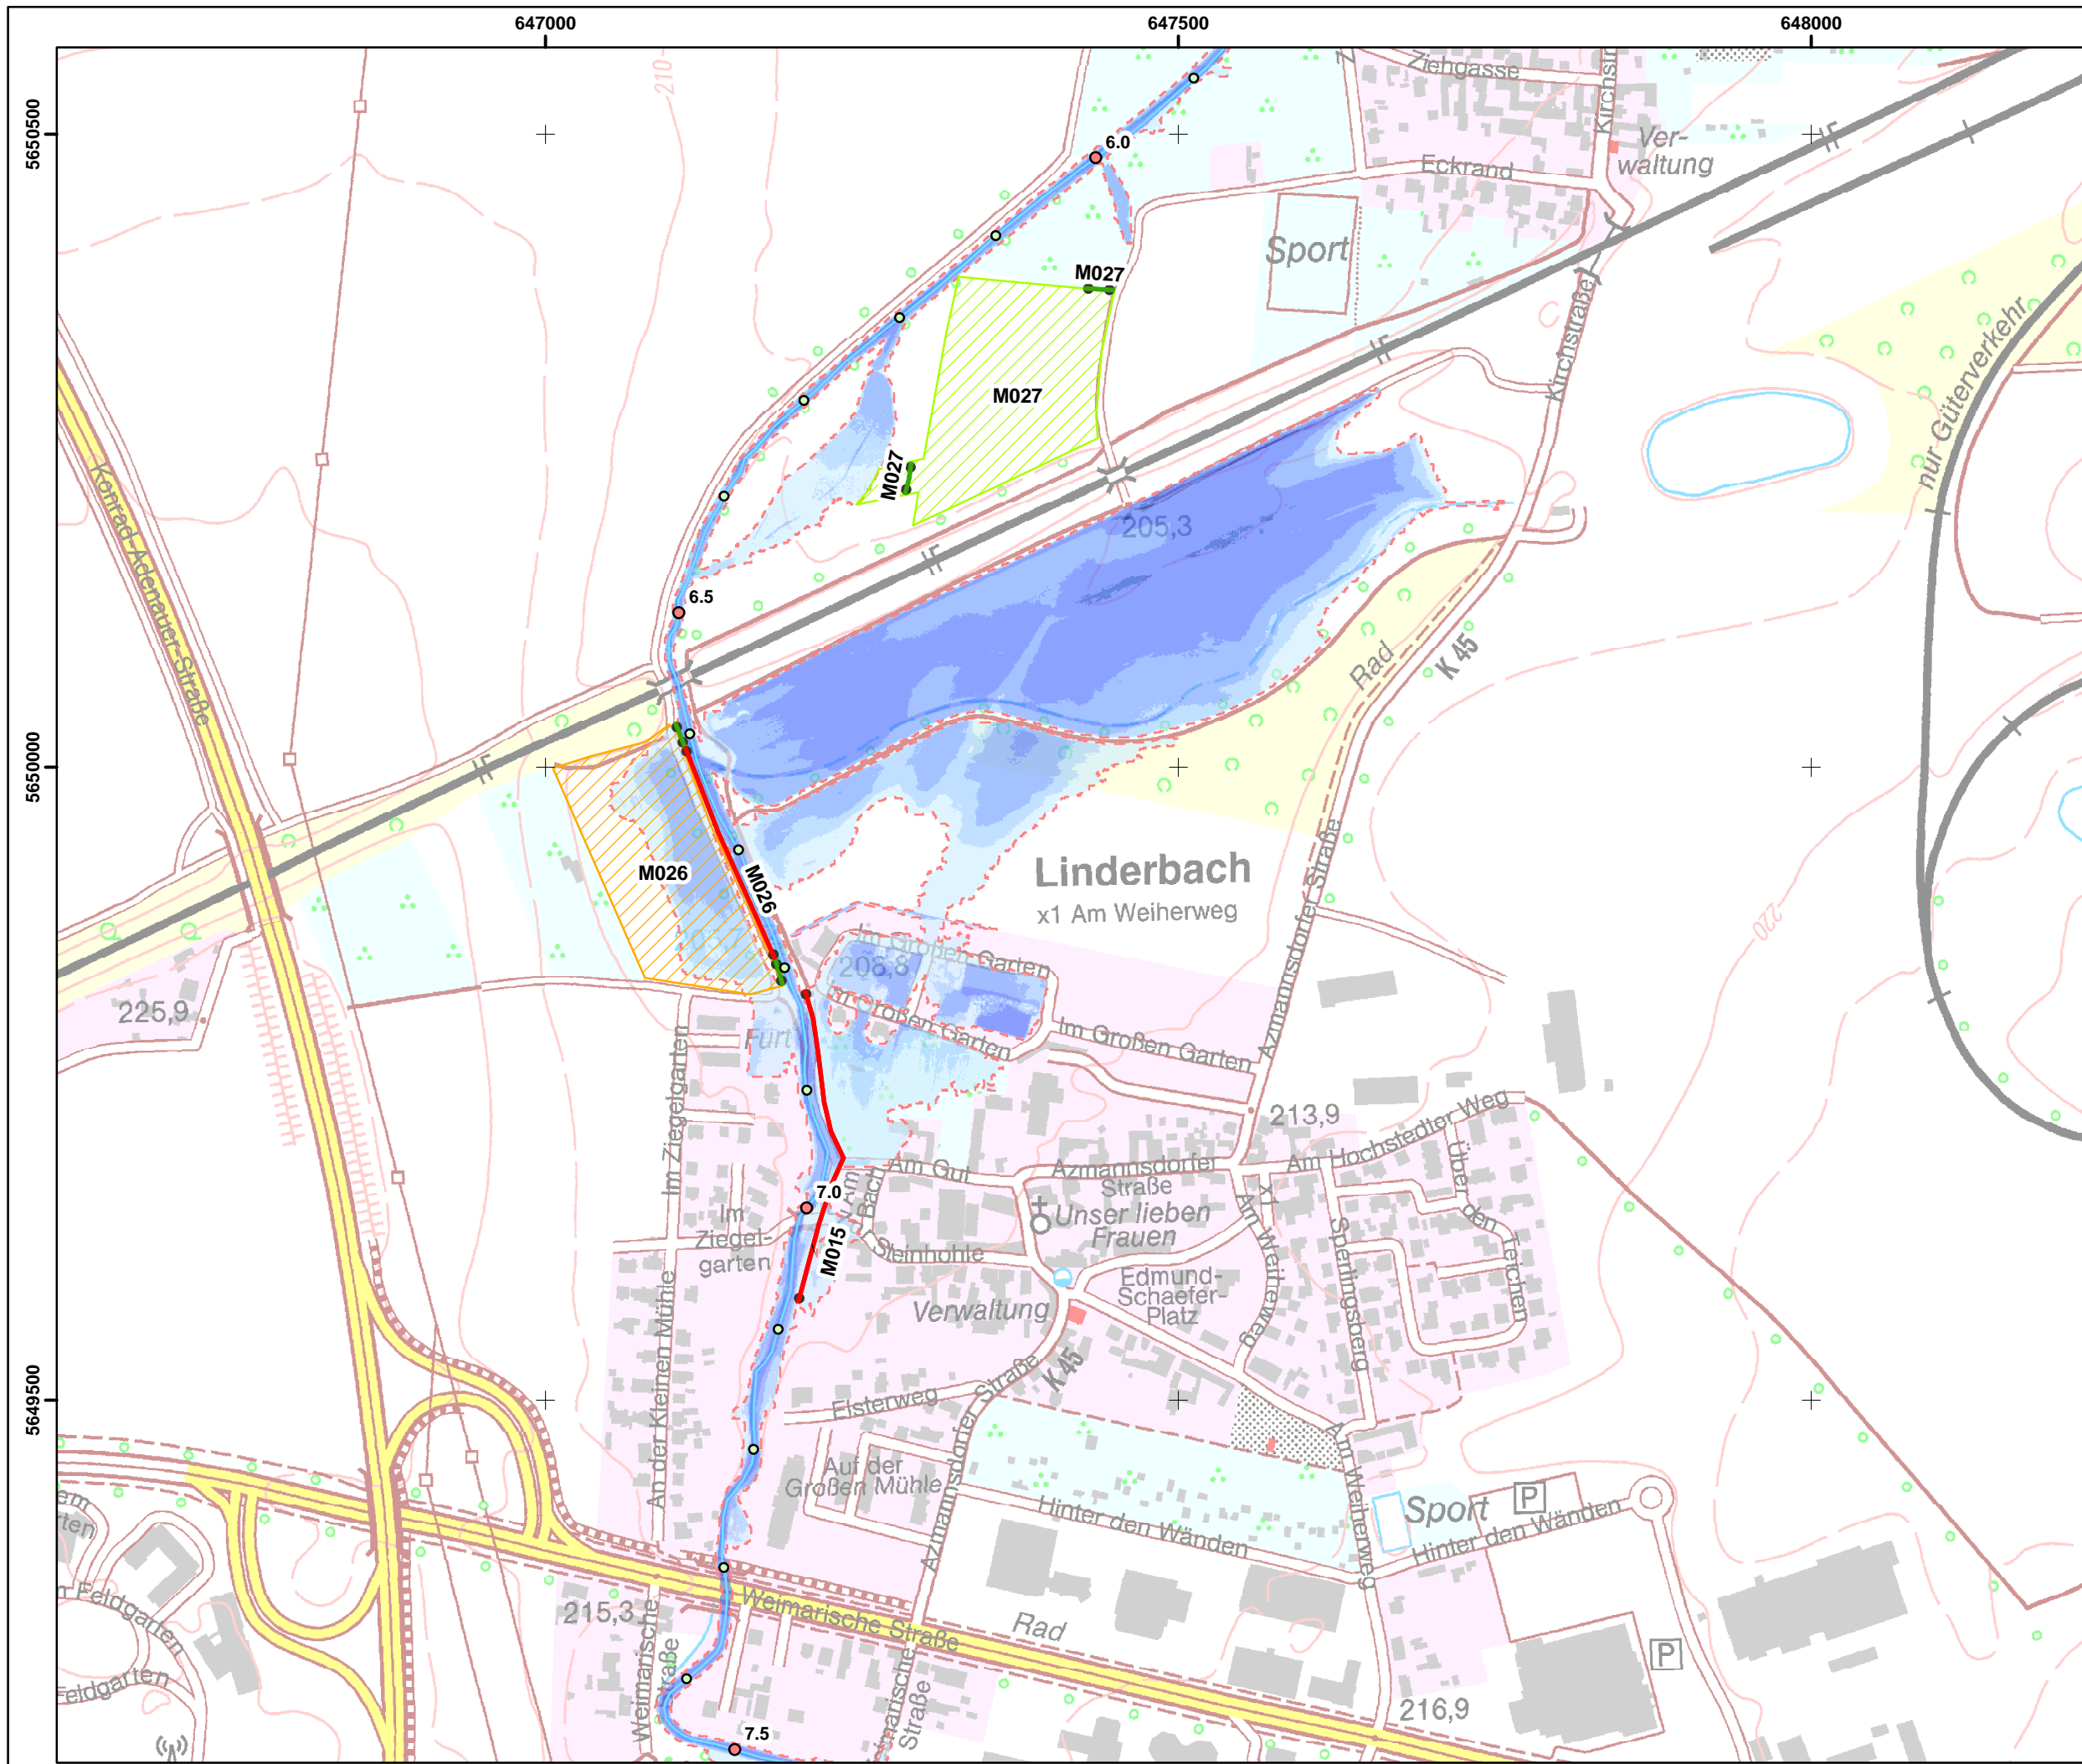 647000
647500
648000
5650500
5650000
5649500
210
Ziehgasse
Kirchstr
Ver-
waltung
Eckrand
6.0
Sport
M027
M027
M027
Kirchstraße
nur Güterverkehr
Konrad-Adenauer-Straße
205,3
6.5
Rad
K 45
M026
M026
Linderbach
x1 Am Weiherweg
220
Im Großen Garten
208,8
Im Großen Garten
Im Großen Garten
Azmannsdorfer Straße
225,9
Furt
Im Ziegelgarten
213,9
Am Hochstedter Weg
Über den Teichen
Am Gut
Azmannsdorfer
Straße
Am
Bach
7.0
M015
Im
Ziegel-
garten
Unser lieben
Frauen
x1
Am Weiherweg
Sperlingsberg
Steinhohle
Edmund-
Schaefer-
Platz
Verwaltung
An der Kleinen Mühle
K 45
Elsterweg
Azmannsdorfer Straße
Auf der
Großen Mühle
Am Weiherweg
Hinter den Wänden
Sport
P
Hinter den Wänden
Feldgarten
Feldgarten
215,3
Weimarische Straße
Weimarische Straße
Rad
P
216,9
7.5